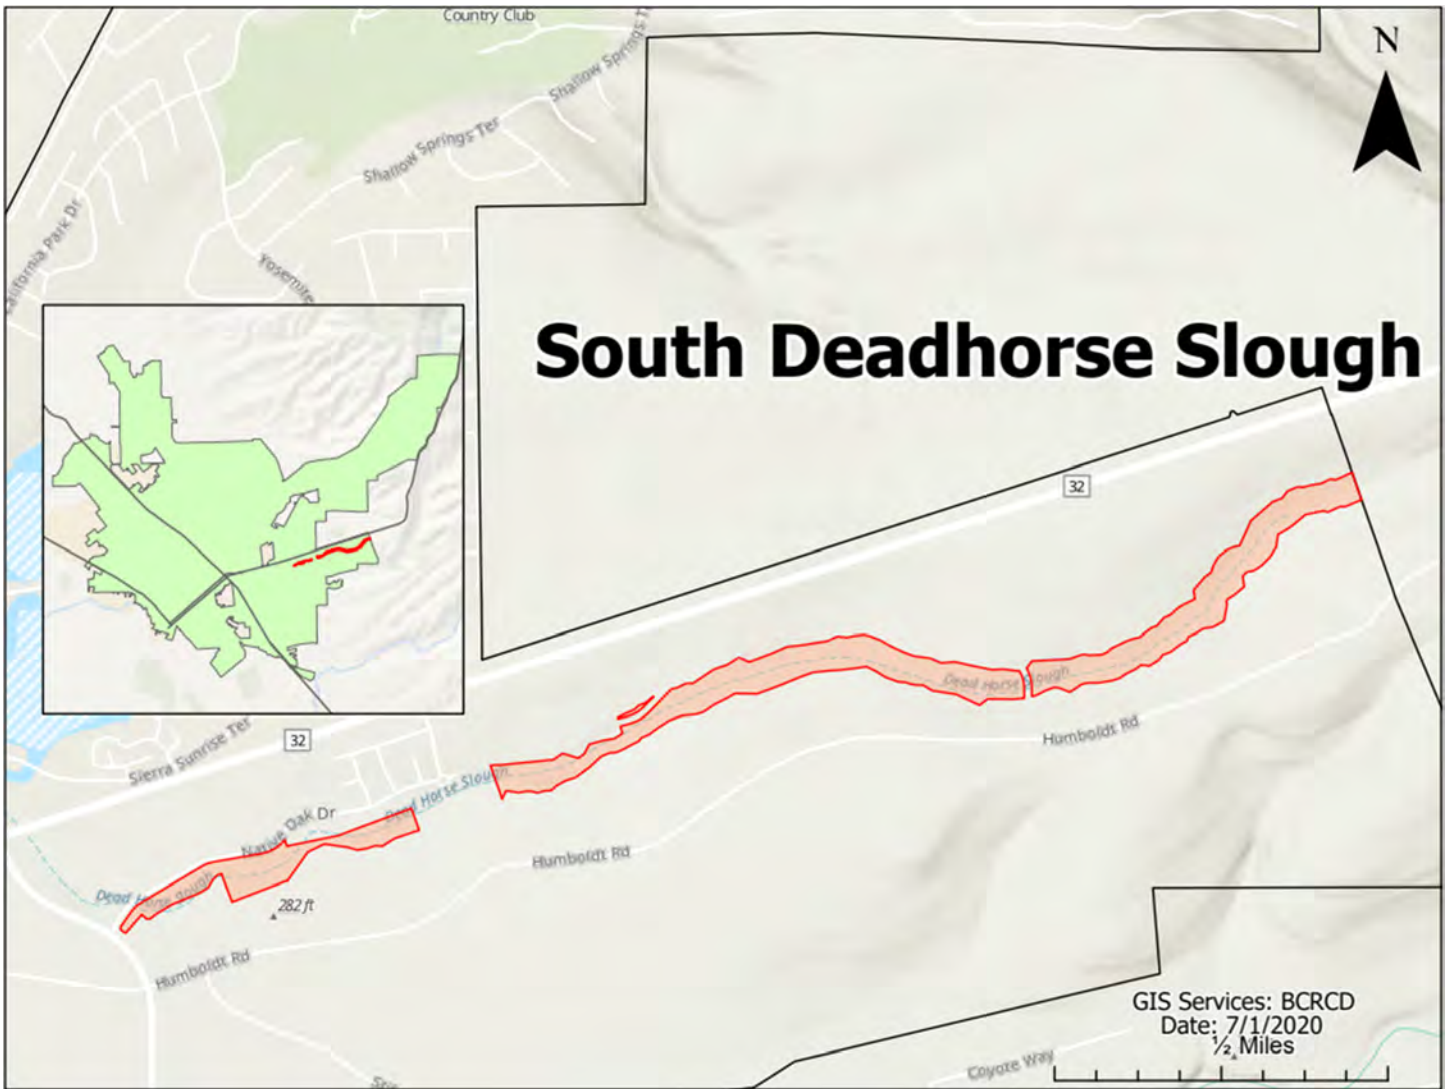 Country Club
N
Shallow Springs Ter
Shallow Springs
California Park Dr
Yosemite
South Deadhorse Slough
32
Dead Horse Slough
Humboldt Rd
Sierra Sunrise Ter
32
Dead Horse Slough
Native Oak Dr
Humboldt Rd
Dead Horse Slough
282 ft
Humboldt Rd
GIS Services: BCRCD
Date: 7/1/2020
½ Miles
Coyote Way